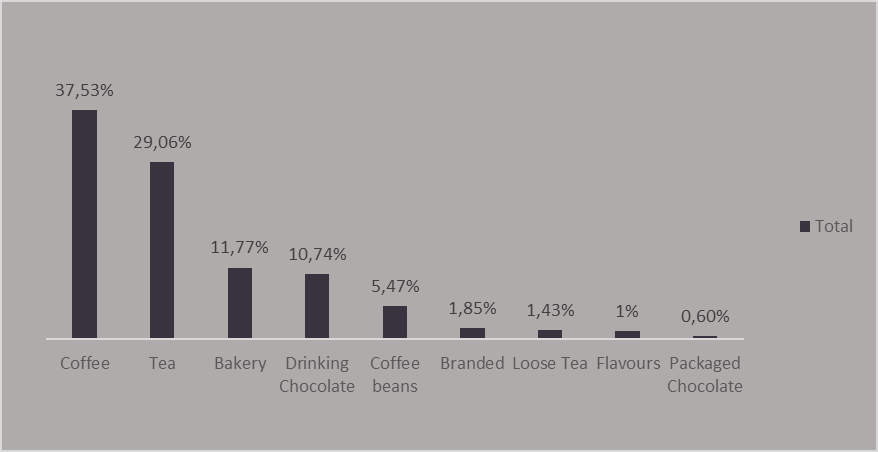 37,53%
29,06%
11,77%
10,74%
5,47%
1,85%
1,43%
1%
0,60%
Total
Coffee
Tea
Bakery
Drinking
Chocolate
Coffee
beans
Branded
Loose Tea
Flavours
Packaged
Chocolate